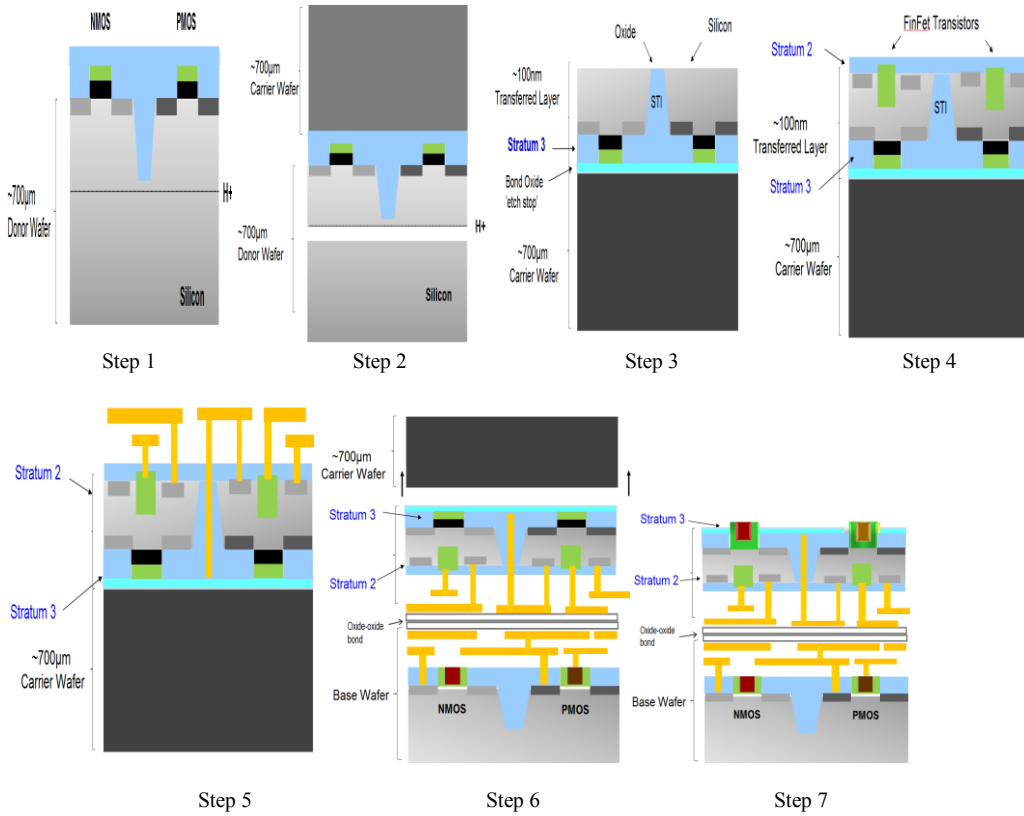 NMOS PMOS
~700µm
Donor Wafer
H+
Silicon
Step 1
~700µm
Carrier Wafer
~700µm
Donor Wafer
H+
Silicon
Step 2
Oxide Silicon
~100nm
Transferred Layer
STI
Stratum 3
Bond Oxide
'etch stop'
~700µm
Carrier Wafer
Step 3
FinFet Transistors
Stratum 2
STI
~100nm
Transferred Layer
Stratum 3
~700µm
Carrier Wafer
Step 4
Stratum 2
Stratum 3
~700µm
Carrier Wafer
Step 5
~700µm
Carrier Wafer
Stratum 3
Stratum 2
Oxide-oxide
bond
Base Wafer
NMOS PMOS
Step 6
Stratum 3
Stratum 2
Oxide-oxide
bond
Base Wafer
NMOS PMOS
Step 7